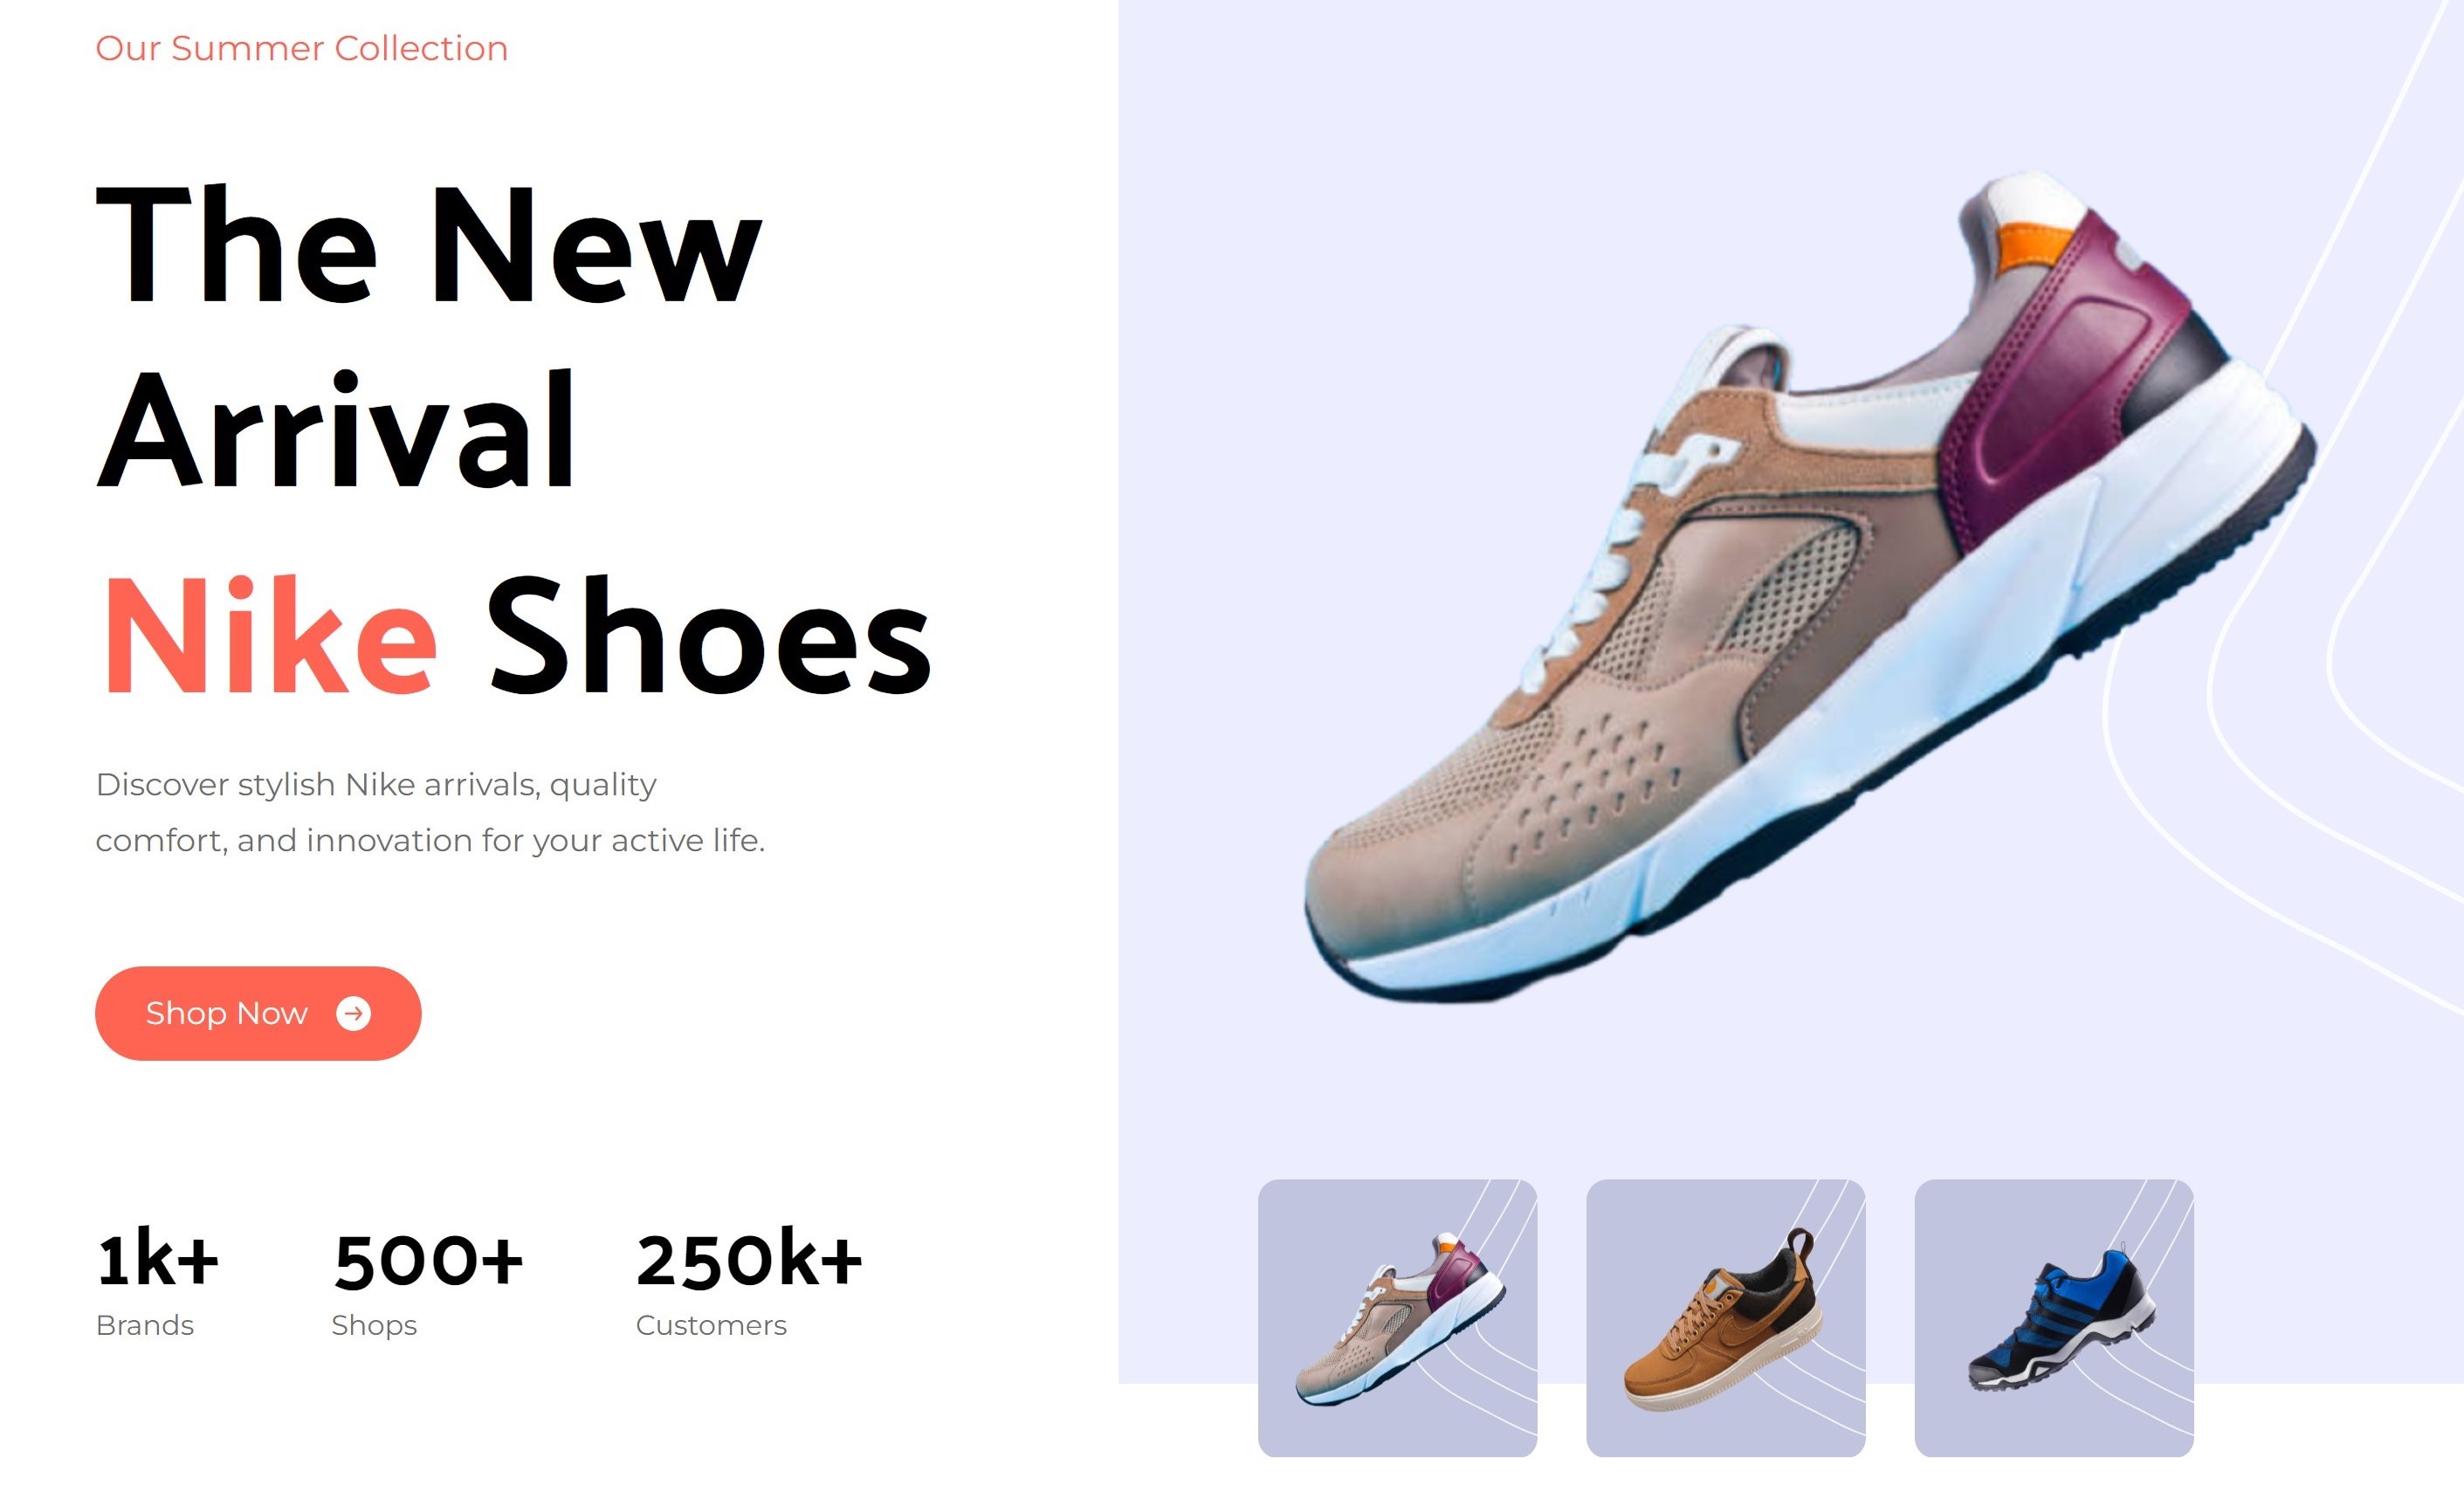 Our Summer Collection
The New
Arrival
Nike Shoes
Discover stylish Nike arrivals, quality
comfort, and innovation for your active life.
Shop Now
1k+ 500+ 250k+
Brands Shops Customers